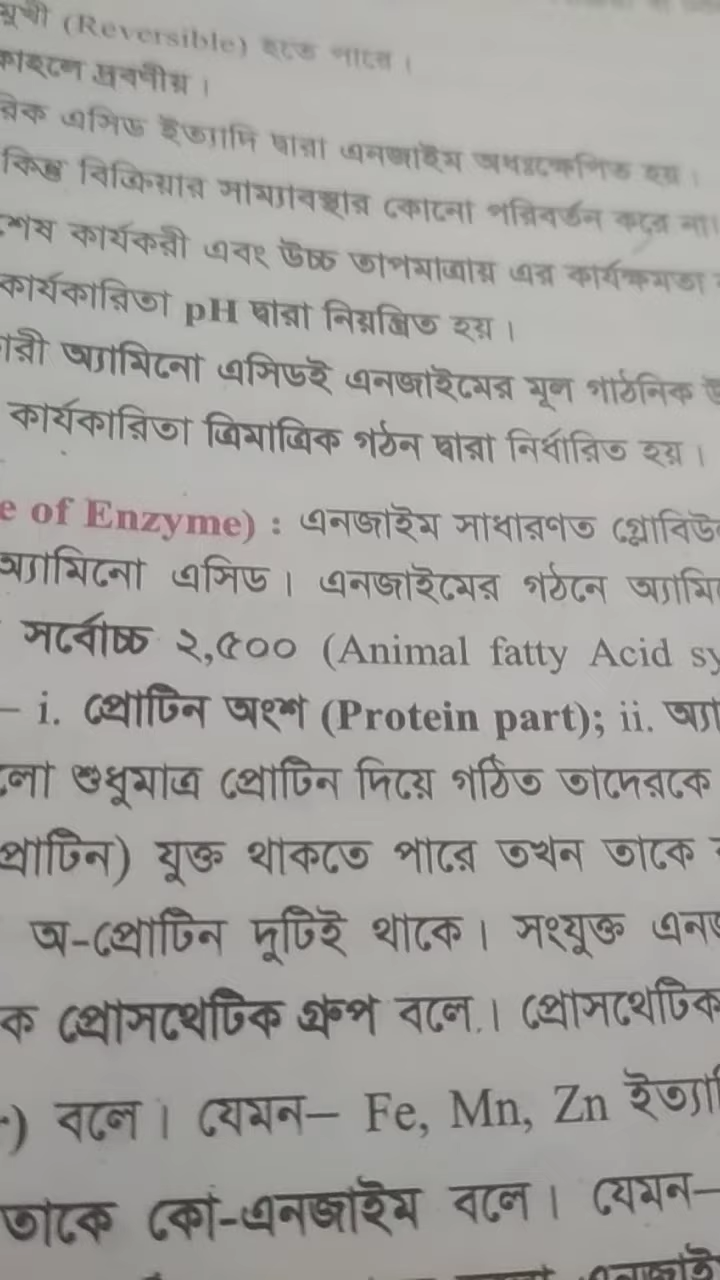 (Reversible) হতে পারে।
দ্রবণীয়।
রিক এসিড ইত্যাদি দ্বারা এনজাইম অধঃক্ষেপিত হয়।
কিন্তু বিক্রিয়ার সাম্যাবস্থার কোনো পরিবর্তন করে না।
শেষ কার্যকরী এবং উচ্চ তাপমাত্রায় এর কার্যক্ষমতা
কার্যকারিতা pH দ্বারা নিয়ন্ত্রিত হয়।
ারী অ্যামিনো এসিডই এনজাইমের মূল গাঠনিক
কার্যকারিতা ত্রিমাত্রিক গঠন দ্বারা নির্ধারিত হয়।
e of Enzyme) : এনজাইম সাধারণত গ্লোবিউ
অ্যামিনো এসিড। এনজাইমের গঠনে অ্যামি
সর্বোচ্চ ২,৫০০ (Animal fatty Acid sy
– i. প্রোটিন অংশ (Protein part); ii. অ্যা
লো শুধুমাত্র প্রোটিন দিয়ে গঠিত তাদেরকে
প্রোটিন) যুক্ত থাকতে পারে তখন তাকে
অ-প্রোটিন দুটিই থাকে। সংযুক্ত এনজ
ক প্রোসথেটিক গ্রুপ বলে। প্রোসথেটিক
) বলে। যেমন– Fe, Mn, Zn ইত্যাদি
তাকে কো-এনজাইম বলে। যেমন–